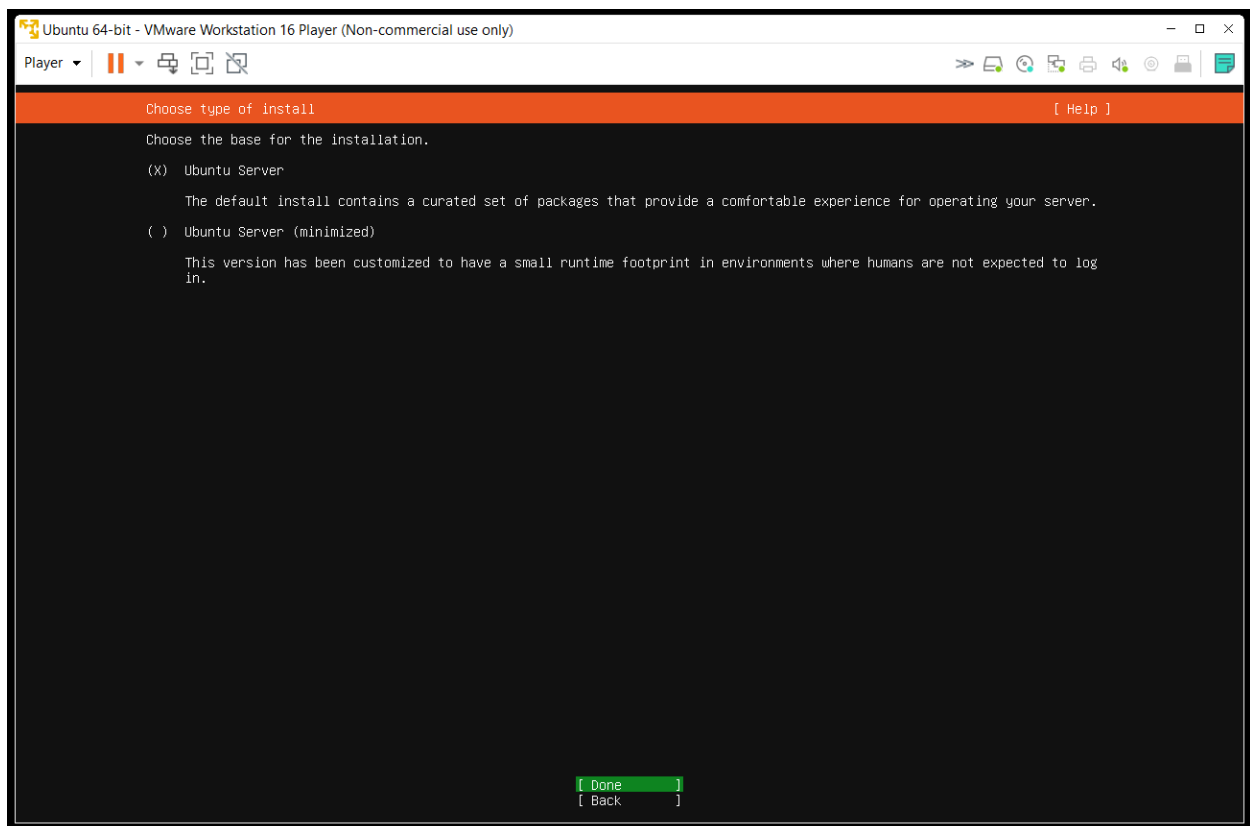 Ubuntu 64-bit - VMware Workstation 16 Player (Non-commercial use only)
Player
Choose type of install [ Help ]
Choose the base for the installation.
(X) Ubuntu Server
The default install contains a curated set of packages that provide a comfortable experience for operating your server.
( ) Ubuntu Server (minimized)
This version has been customized to have a small runtime footprint in environments where humans are not expected to log
in.
[ Done ]
[ Back ]